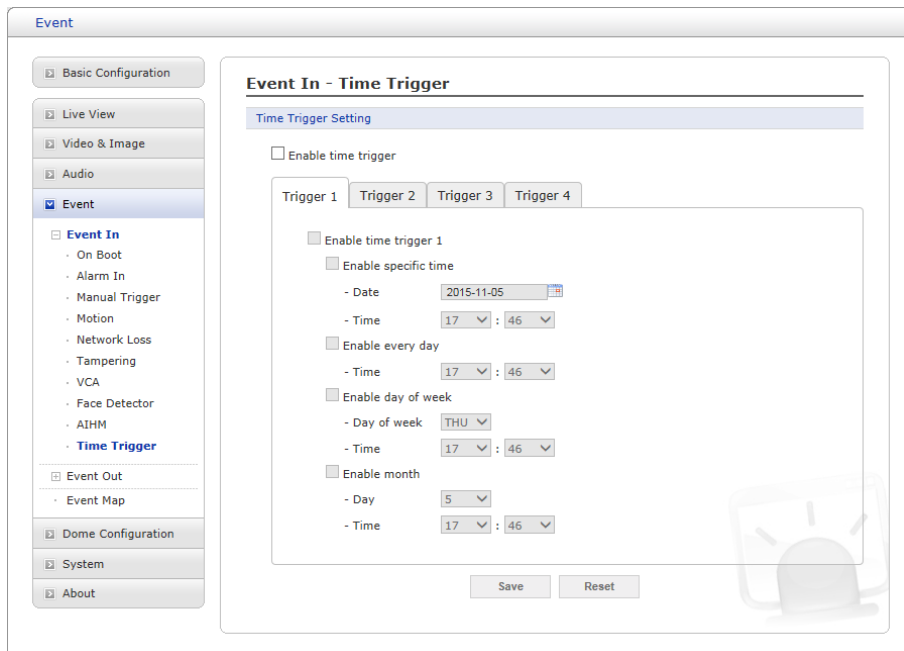 Event
Basic Configuration
Live View
Video & Image
Audio
Event
Event In
· On Boot
· Alarm In
· Manual Trigger
· Motion
· Network Loss
· Tampering
· VCA
· Face Detector
· AIHM
· Time Trigger
Event Out
· Event Map
Dome Configuration
System
About
Event In - Time Trigger
Time Trigger Setting
Enable time trigger
Trigger 1 Trigger 2 Trigger 3 Trigger 4
Enable time trigger 1
Enable specific time
- Date 2015-11-05
- Time 17 : 46
Enable every day
- Time 17 : 46
Enable day of week
- Day of week THU
- Time 17 : 46
Enable month
- Day 5
- Time 17 : 46
Save Reset